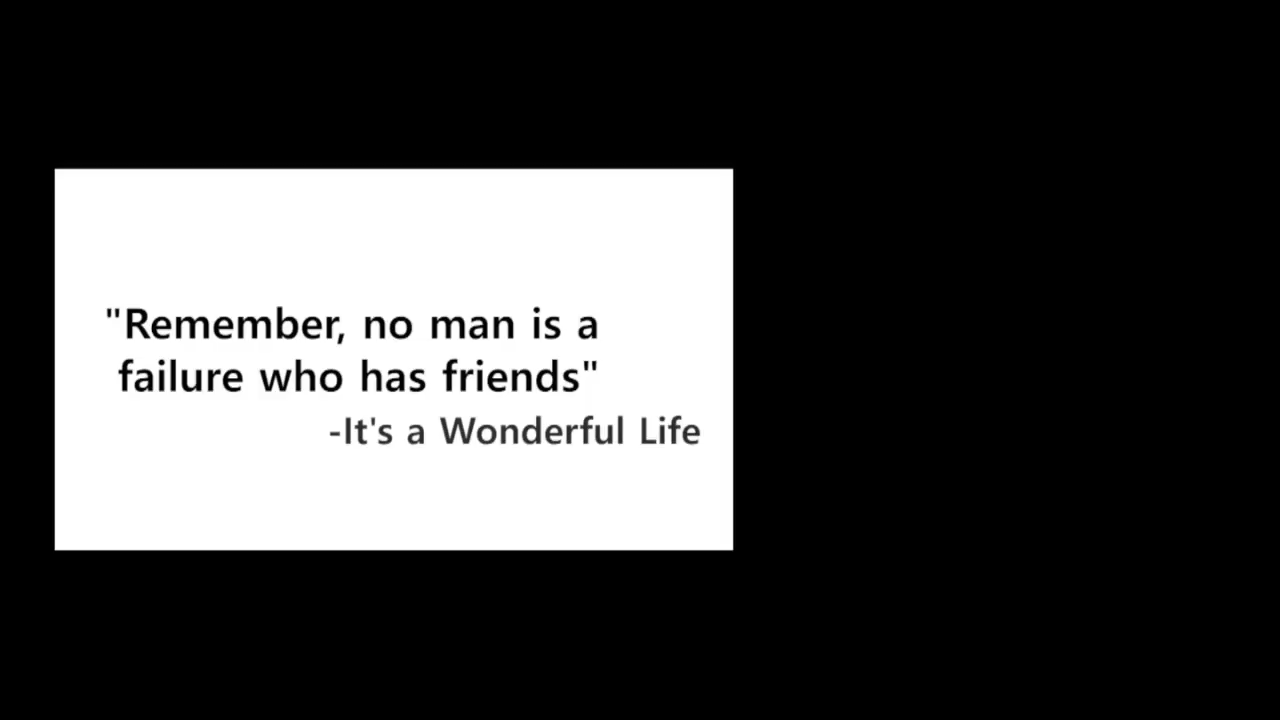 "Remember, no man is a
failure who has friends"
-It's a Wonderful Life